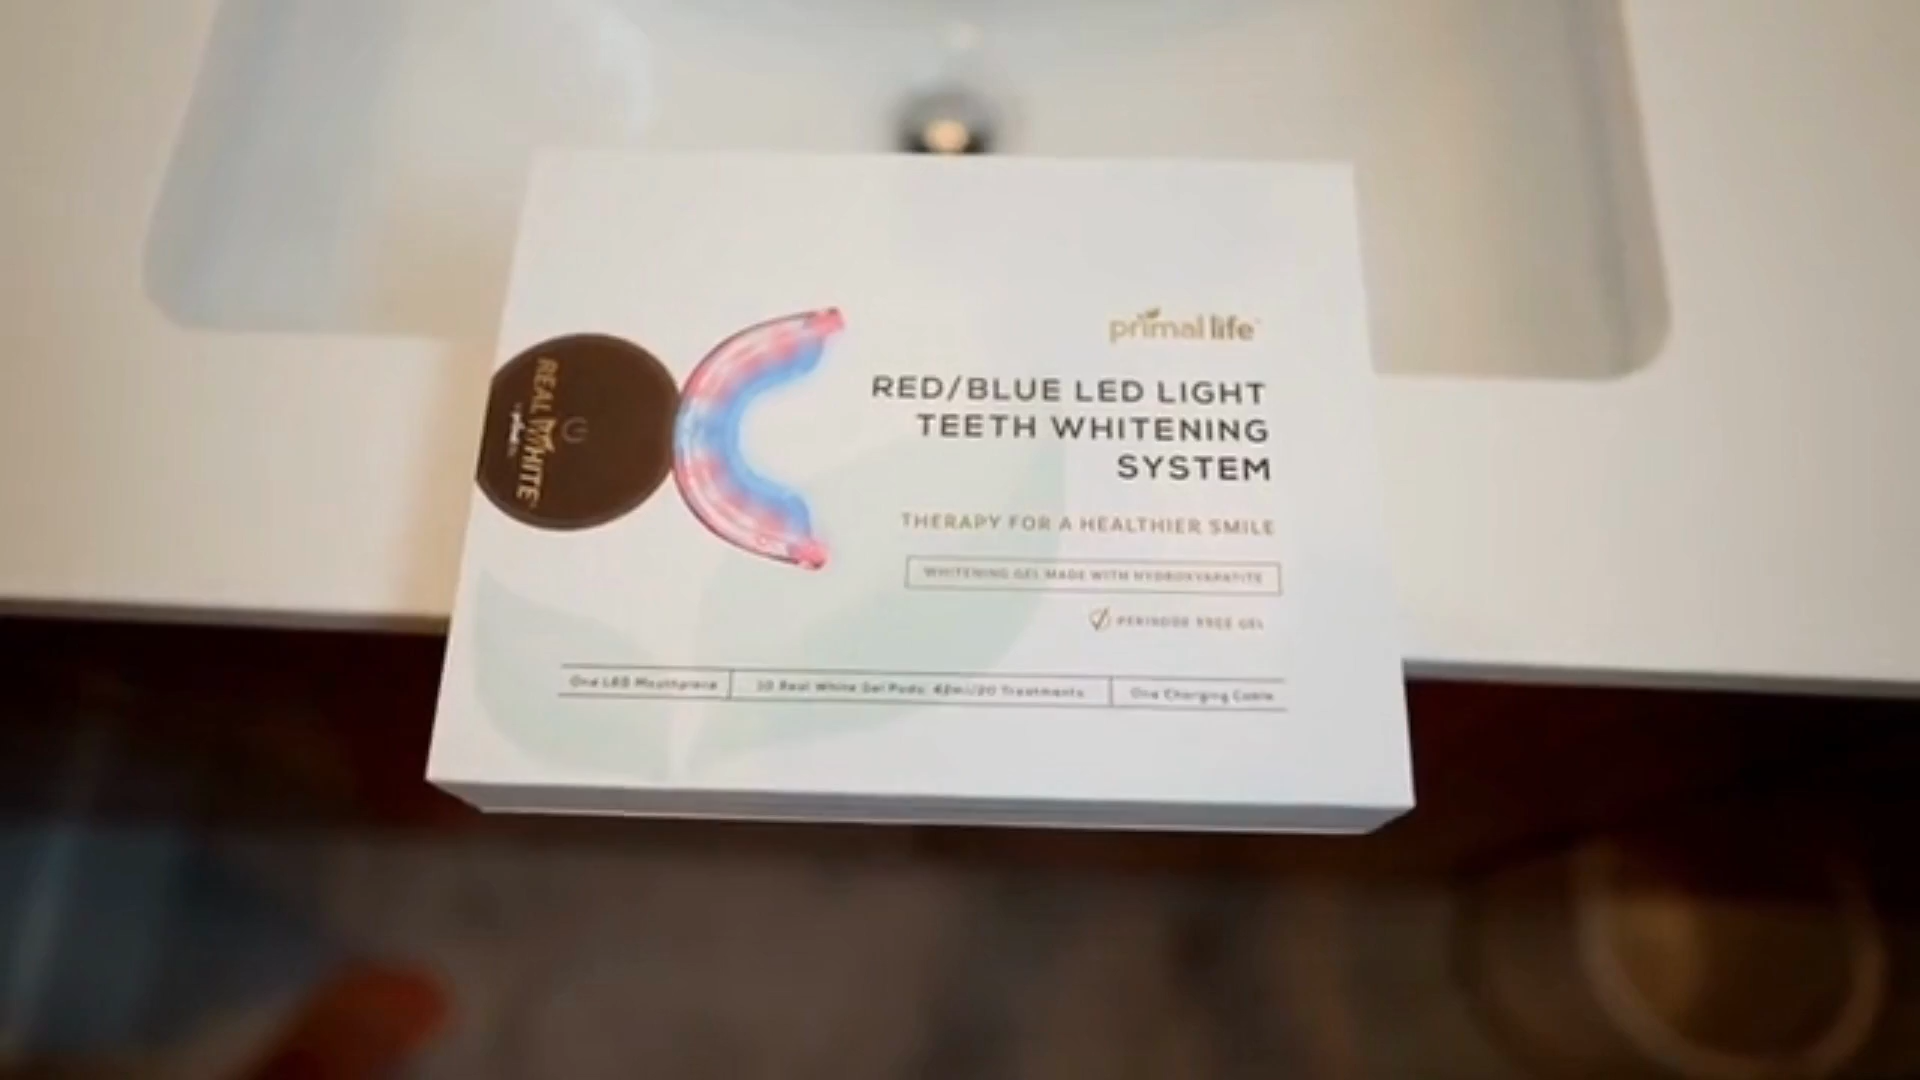 primal life
RED/BLUE LED LIGHT
TEETH WHITENING
SYSTEM
THERAPY FOR A HEALTHIER SMILE
WHITENING GEL MADE WITH HYDROXYAPATITE
PEROXIDE FREE GEL
One LED Mouthpiece
10 Real White Gel Pods: 42ml/20 Treatments
One Charging Cable
REAL WHITE